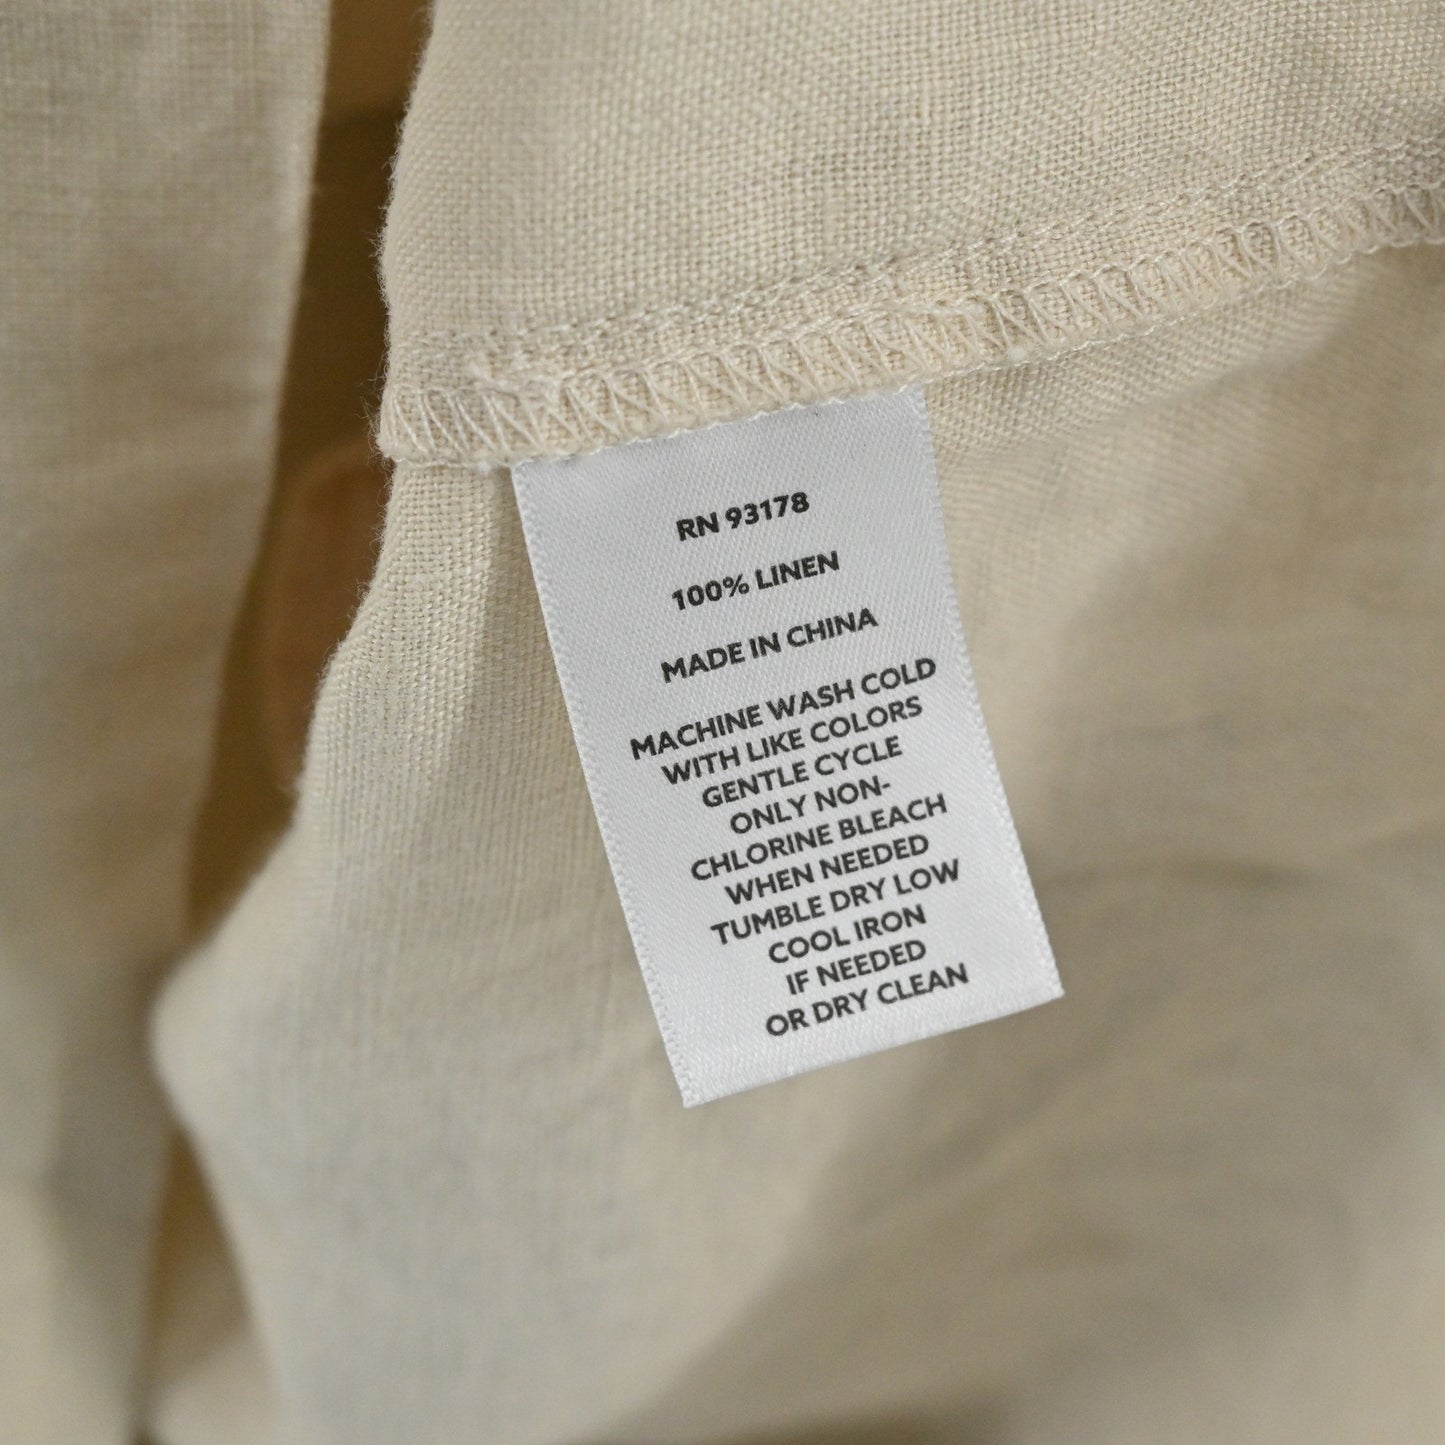 RN 93178
100% LINEN
MADE IN CHINA
MACHINE WASH COLD
WITH LIKE COLORS
GENTLE CYCLE
ONLY NON-
CHLORINE BLEACH
WHEN NEEDED
TUMBLE DRY LOW
COOL IRON
IF NEEDED
OR DRY CLEAN